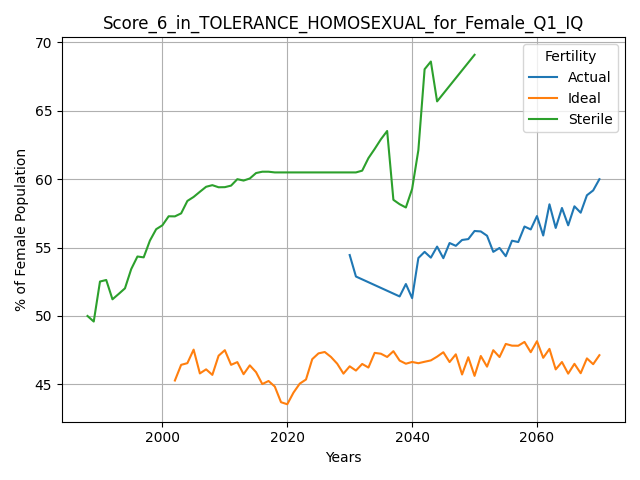 Score_6_in_TOLERANCE_HOMOSEXUAL_for_Female_Q1_IQ
% of Female Population
70
65
60
55
50
45
Fertility
Actual
Ideal
Sterile
2000
2020
2040
2060
Years